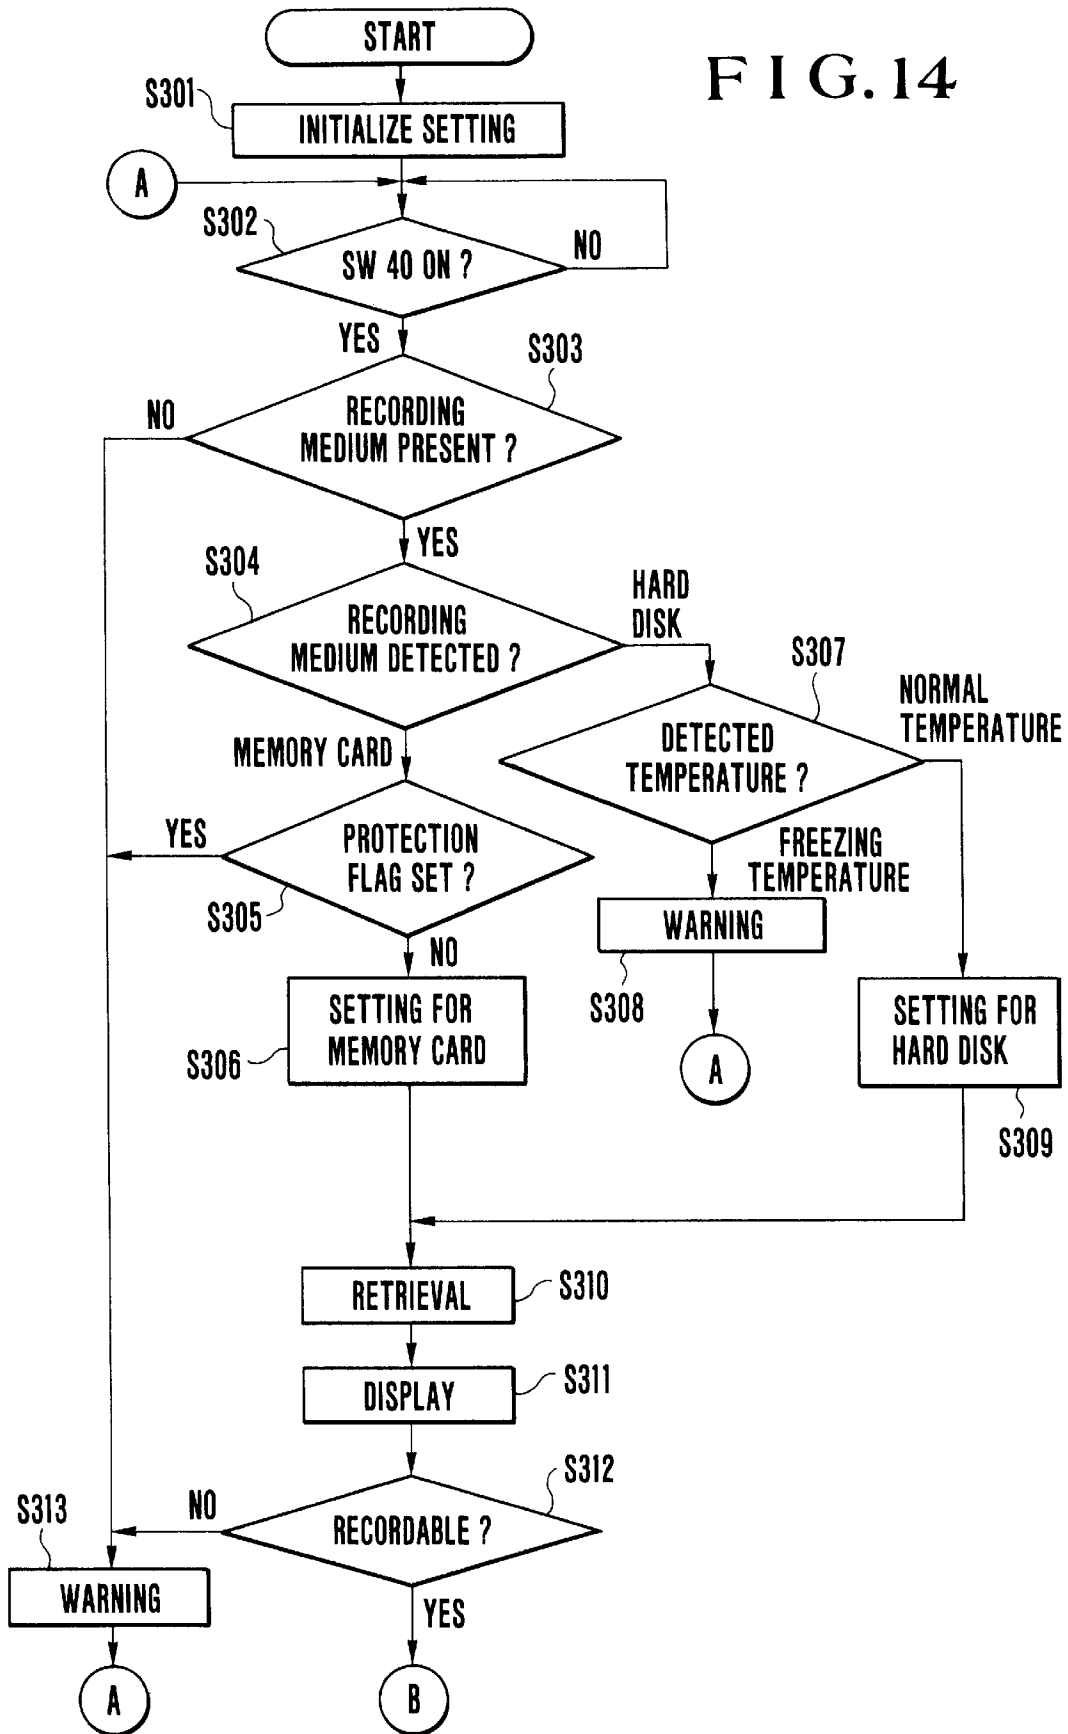 START
FIG.14
S301
INITIALIZE SETTING
A
S302
SW 40 ON ?
NO
YES
S303
NO
RECORDING
MEDIUM PRESENT ?
YES
S304
HARD
DISK
RECORDING
MEDIUM DETECTED ?
S307
NORMAL
TEMPERATURE
MEMORY CARD
DETECTED
TEMPERATURE ?
YES
PROTECTION
FLAG SET ?
FREEZING
TEMPERATURE
S305
NO
WARNING
S308
SETTING FOR
MEMORY CARD
S306
A
SETTING FOR
HARD DISK
S309
RETRIEVAL
S310
DISPLAY
S311
S312
S313
NO
RECORDABLE ?
WARNING
YES
A
B